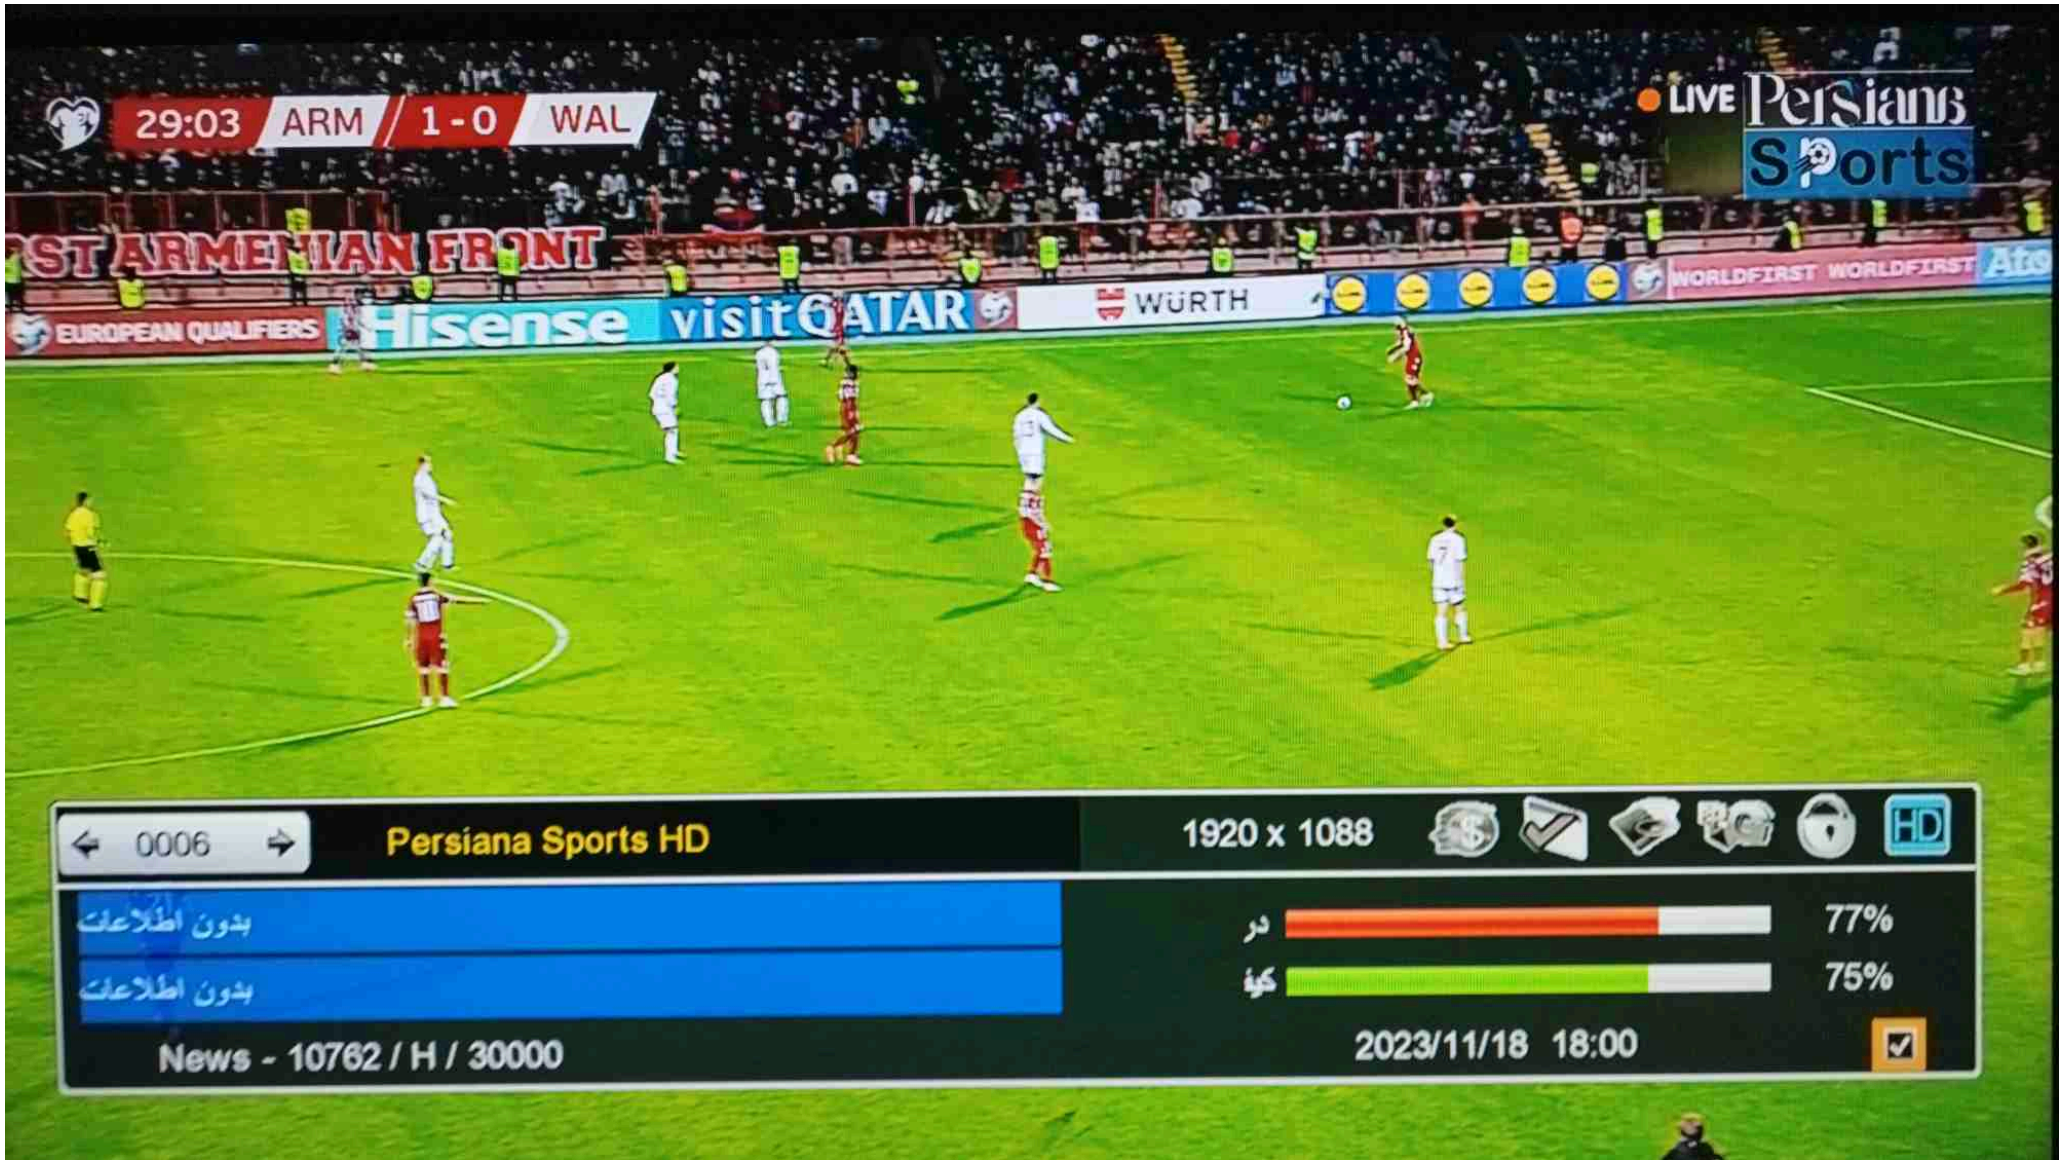 29:03 ARM 1-0 WAL
LIVE Persiana
Sports
ST ARMENIAN FRONT
EUROPEAN QUALIFIERS Hisense visit QATAR WÜRTH WORLDFIRST WORLDFIRST
0006 Persiana Sports HD 1920 x 1088 HD
بدون اطلاعات
در 77%
بدون اطلاعات
کیف 75%
News - 10762 / H / 30000 2023/11/18 18:00